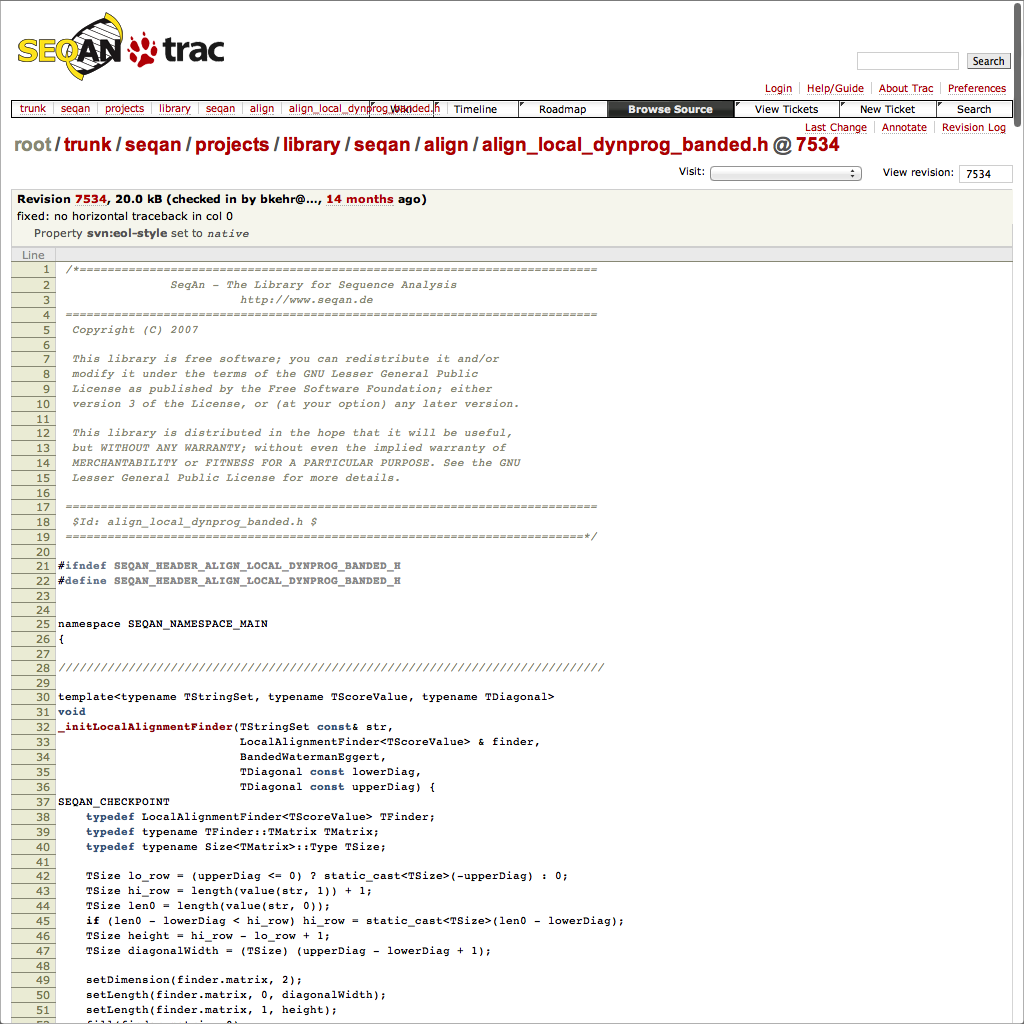 SEQAN trac
Search
Login Help/Guide About Trac Preferences
trunk seqan projects library seqan align align_local_dynprog_banded.h Wiki Timeline Roadmap Browse Source View Tickets New Ticket Search
Last Change Annotate Revision Log
root / trunk / seqan / projects / library / seqan / align / align_local_dynprog_banded.h @ 7534
Visit: View revision: 7534
Revision 7534, 20.0 kB (checked in by bkehr@..., 14 months ago)
fixed: no horizontal traceback in col 0
Property svn:eol-style set to native
Line
1 /*==========================================================================
2 SeqAn - The Library for Sequence Analysis
3 http://www.seqan.de
4 ============================================================================
5 Copyright (C) 2007
6
7 This library is free software; you can redistribute it and/or
8 modify it under the terms of the GNU Lesser General Public
9 License as published by the Free Software Foundation; either
10 version 3 of the License, or (at your option) any later version.
11
12 This library is distributed in the hope that it will be useful,
13 but WITHOUT ANY WARRANTY; without even the implied warranty of
14 MERCHANTABILITY or FITNESS FOR A PARTICULAR PURPOSE. See the GNU
15 Lesser General Public License for more details.
16
17 ============================================================================
18 $Id: align_local_dynprog_banded.h $
19 ==========================================================================*/
20
21 #ifndef SEQAN_HEADER_ALIGN_LOCAL_DYNPROG_BANDED_H
22 #define SEQAN_HEADER_ALIGN_LOCAL_DYNPROG_BANDED_H
23
24
25 namespace SEQAN_NAMESPACE_MAIN
26 {
27
28 //////////////////////////////////////////////////////////////////////////////
29
30 template<typename TStringSet, typename TScoreValue, typename TDiagonal>
31 void
32 _initLocalAlignmentFinder(TStringSet const& str,
33 LocalAlignmentFinder<TScoreValue> & finder,
34 BandedWatermanEggert,
35 TDiagonal const lowerDiag,
36 TDiagonal const upperDiag) {
37 SEQAN_CHECKPOINT
38 typedef LocalAlignmentFinder<TScoreValue> TFinder;
39 typedef typename TFinder::TMatrix TMatrix;
40 typedef typename Size<TMatrix>::Type TSize;
41
42 TSize lo_row = (upperDiag <= 0) ? static_cast<TSize>(-upperDiag) : 0;
43 TSize hi_row = length(value(str, 1)) + 1;
44 TSize len0 = length(value(str, 0));
45 if (len0 - lowerDiag < hi_row) hi_row = static_cast<TSize>(len0 - lowerDiag);
46 TSize height = hi_row - lo_row + 1;
47 TSize diagonalWidth = (TSize) (upperDiag - lowerDiag + 1);
48
49 setDimension(finder.matrix, 2);
50 setLength(finder.matrix, 0, diagonalWidth);
51 setLength(finder.matrix, 1, height);